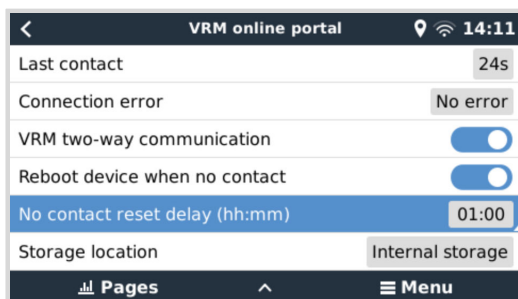 VRM online portal 14:11
Last contact 24s
Connection error No error
VRM two-way communication
Reboot device when no contact
No contact reset delay (hh:mm) 01:00
Storage location Internal storage
Pages Menu